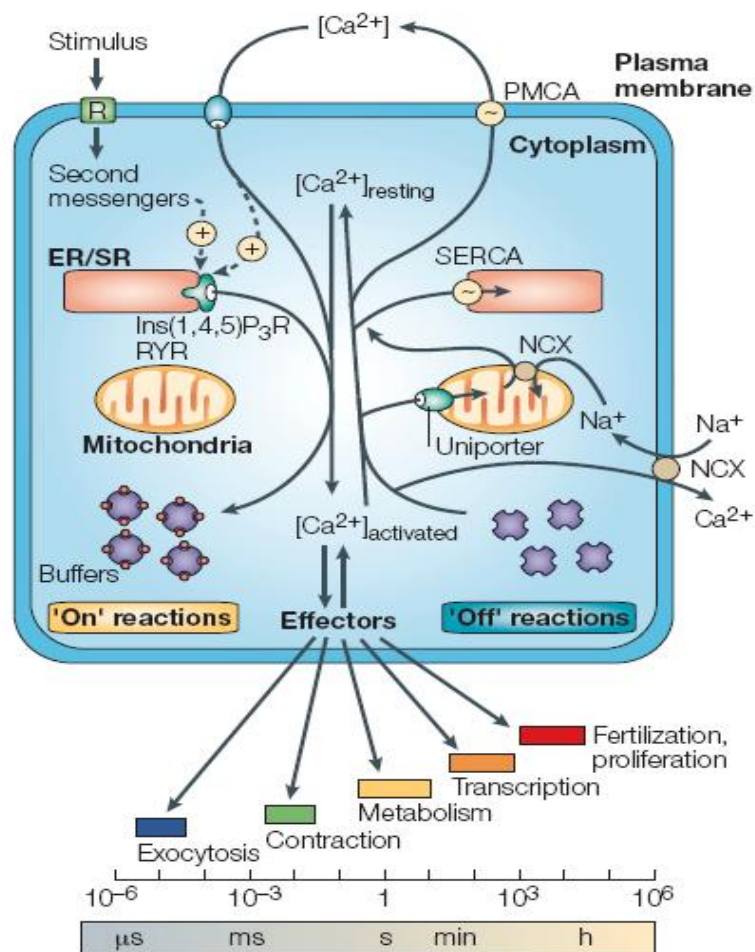 Stimulus
[Ca²⁺]
Plasma
membrane
PMCA
R
Cytoplasm
Second
messengers
[Ca²⁺]resting
+
+
ER/SR
SERCA
~
~
Ins(1,4,5)P₃R
RYR
NCX
Mitochondria
Uniporter
Na⁺
Na⁺
NCX
Ca²⁺
[Ca²⁺]activated
Buffers
'On' reactions
Effectors
'Off' reactions
Fertilization,
proliferation
Transcription
Metabolism
Contraction
Exocytosis
10⁻⁶ 10⁻³ 1 10³ 10⁶
μs ms s min h